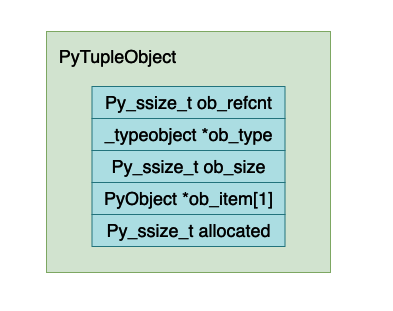 PyTupleObject
Py_ssize_t ob_refcnt
_typeobject *ob_type
Py_ssize_t ob_size
PyObject *ob_item[1]
Py_ssize_t allocated